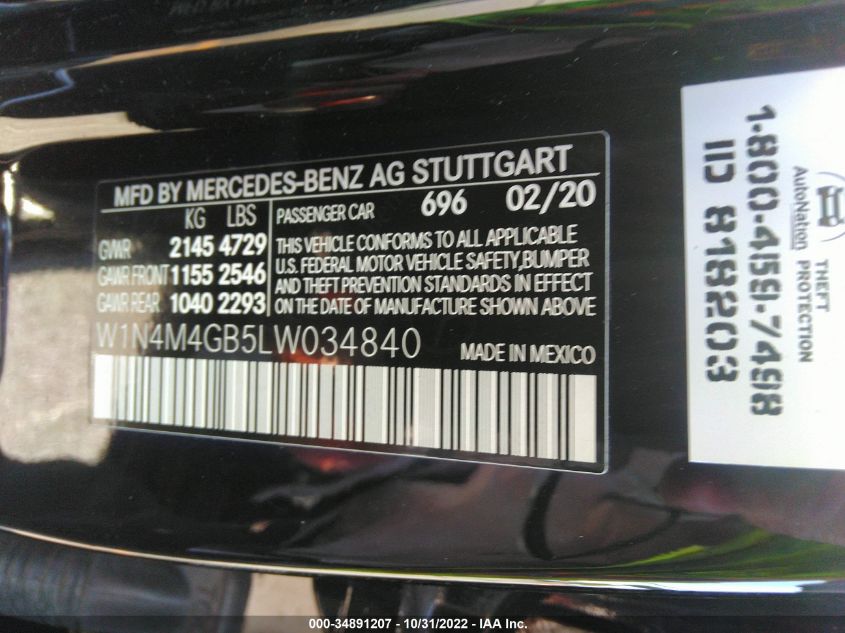 MFD BY MERCEDES-BENZ AG STUTTGART
KG LBS
PASSENGER CAR 696 02/20
GWR 2145 4729
GAWR FRONT 1155 2546
GAWR REAR 1040 2293
THIS VEHICLE CONFORMS TO ALL APPLICABLE
U.S. FEDERAL MOTOR VEHICLE SAFETY,BUMPER
AND THEFT PREVENTION STANDARDS IN EFFECT
ON THE DATE OF MANUFACTURE SHOWN ABOVE
W1N4M4GB5LW034840
MADE IN MEXICO
AutoNation
THEFT
PROTECTION
1-800-459-7498
ID 818203
000-34891207 - 10/31/2022 - IAA Inc.